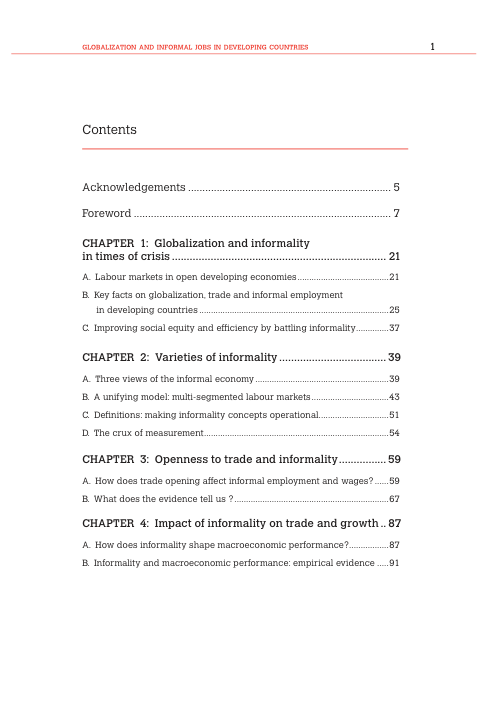 GLOBALIZATION AND INFORMAL JOBS IN DEVELOPING COUNTRIES 1
Contents
Acknowledgements ....................................................................... 5
Foreword .......................................................................................... 7
CHAPTER 1: Globalization and informality
in times of crisis ........................................................................ 21
A. Labour markets in open developing economies................................21
B. Key facts on globalization, trade and informal employment
in developing countries ..................................................................25
C. Improving social equity and efficiency by battling informality............37
CHAPTER 2: Varieties of informality .................................... 39
A. Three views of the informal economy ...............................................39
B. A unifying model: multi-segmented labour markets...........................43
C. Definitions: making informality concepts operational........................51
D. The crux of measurement.................................................................54
CHAPTER 3: Openness to trade and informality................ 59
A. How does trade opening affect informal employment and wages? .....59
B. What does the evidence tell us ?......................................................67
CHAPTER 4: Impact of informality on trade and growth .. 87
A. How does informality shape macroeconomic performance?..............87
B. Informality and macroeconomic performance: empirical evidence .....91